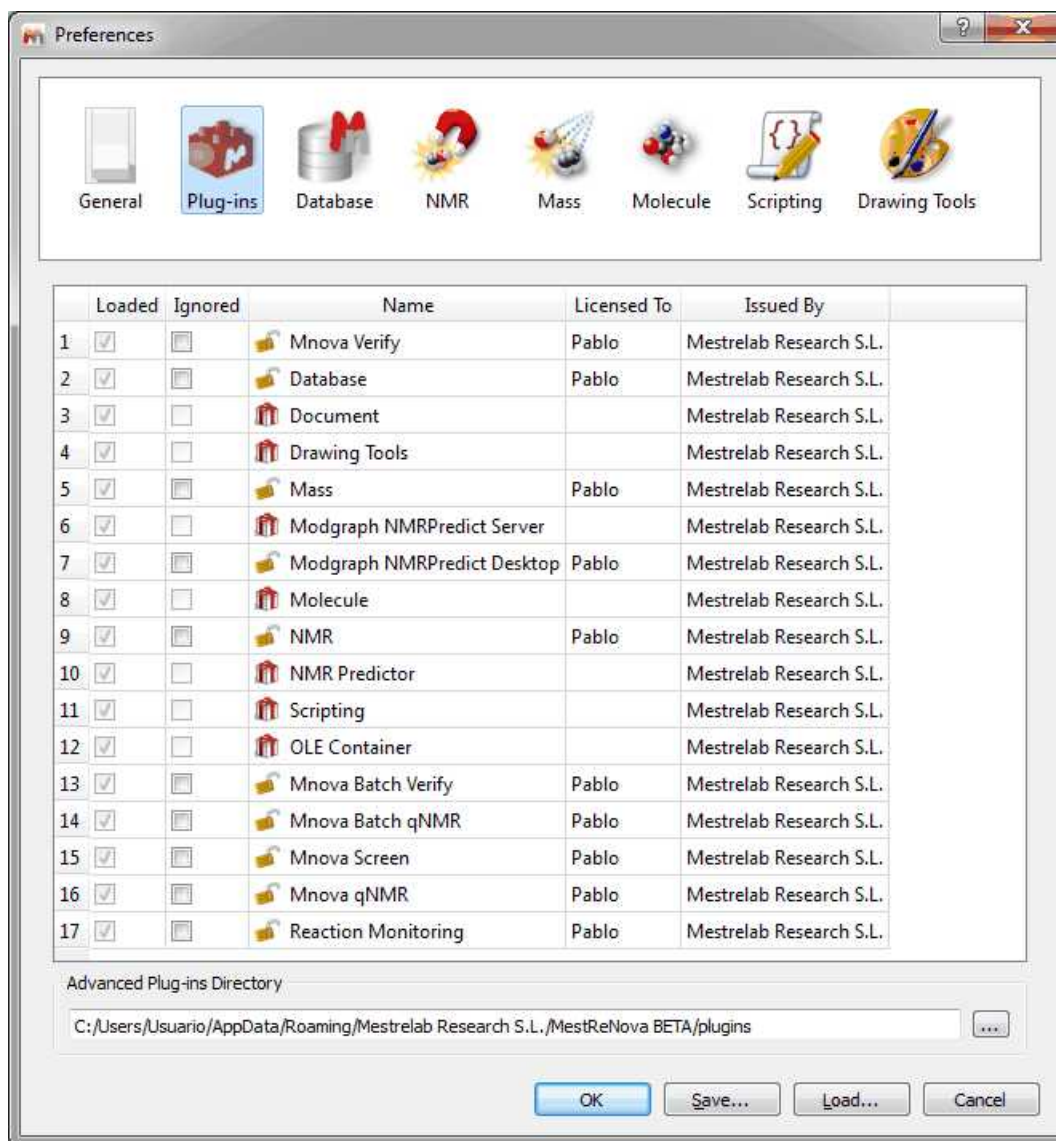 Preferences
General Plug-ins Database NMR Mass Molecule Scripting Drawing Tools
Loaded Ignored Name Licensed To Issued By
1 Mnova Verify Pablo Mestrelab Research S.L.
2 Database Pablo Mestrelab Research S.L.
3 Document Mestrelab Research S.L.
4 Drawing Tools Mestrelab Research S.L.
5 Mass Pablo Mestrelab Research S.L.
6 Modgraph NMRPredict Server Mestrelab Research S.L.
7 Modgraph NMRPredict Desktop Pablo Mestrelab Research S.L.
8 Molecule Mestrelab Research S.L.
9 NMR Pablo Mestrelab Research S.L.
10 NMR Predictor Mestrelab Research S.L.
11 Scripting Mestrelab Research S.L.
12 OLE Container Mestrelab Research S.L.
13 Mnova Batch Verify Pablo Mestrelab Research S.L.
14 Mnova Batch qNMR Pablo Mestrelab Research S.L.
15 Mnova Screen Pablo Mestrelab Research S.L.
16 Mnova qNMR Pablo Mestrelab Research S.L.
17 Reaction Monitoring Pablo Mestrelab Research S.L.
Advanced Plug-ins Directory
C:/Users/Usuario/AppData/Roaming/Mestrelab Research S.L./MestReNova BETA/plugins ...
OK Save... Load... Cancel